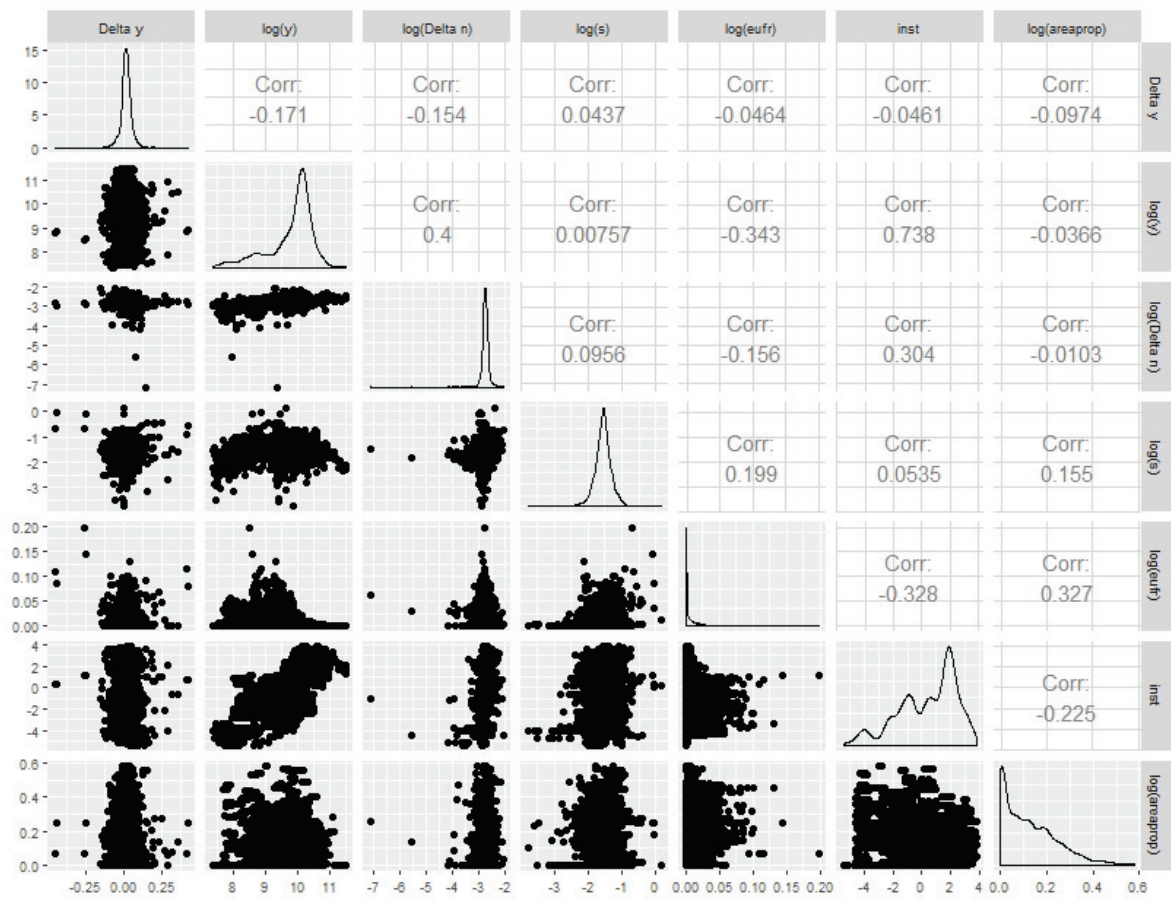 Delta y log(y) log(Delta n) log(s) log(eufr) inst log(areaprop)
15
10
5
0
Corr: Corr: Corr: Corr: Corr: Corr:
-0.171 -0.154 0.0437 -0.0464 -0.0461 -0.0974
Delta y
11
10
9
8
Corr: Corr: Corr: Corr: Corr:
0.4 0.00757 -0.343 0.738 -0.0366
log(y)
-2
-3
-4
-5
-6
-7
Corr: Corr: Corr: Corr:
0.0956 -0.156 0.304 -0.0103
log(Delta n)
0
-1
-2
-3
Corr: Corr: Corr:
0.199 0.0535 0.155
log(s)
0.20
0.15
0.10
0.05
0.00
Corr: Corr:
-0.328 0.327
log(eufr)
4
2
0
-2
-4
Corr:
-0.225
inst
0.6
0.4
0.2
0.0
log(areaprop)
-0.25 0.00 0.25 8 9 10 11 -7 -6 -5 -4 -3 -2 -3 -2 -1 0 0.00 0.05 0.10 0.15 0.20 -4 -2 0 2 4 0.0 0.2 0.4 0.6